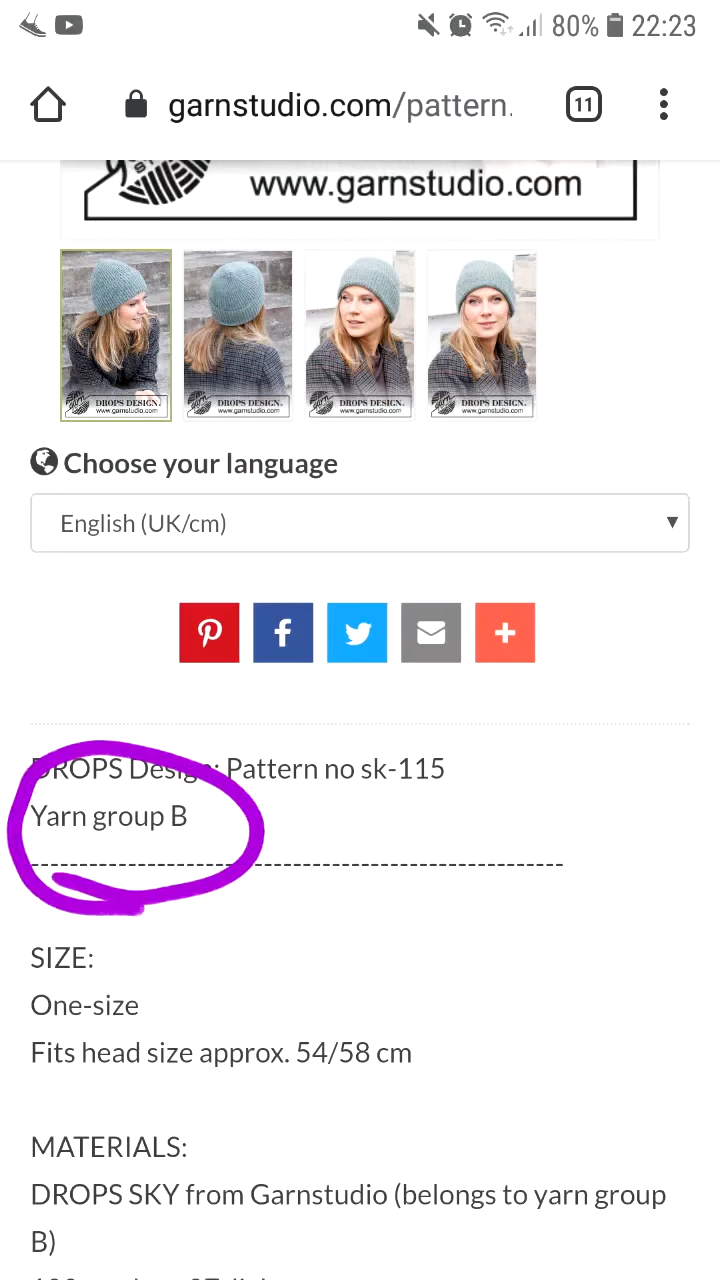 80% 22:23
garnstudio.com/pattern.
11
www.garnstudio.com
DROPS DESIGN.
www.garnstudio.com
DROPS DESIGN.
www.garnstudio.com
DROPS DESIGN.
www.garnstudio.com
DROPS DESIGN.
www.garnstudio.com
Choose your language
English (UK/cm)
DROPS Design: Pattern no sk-115
Yarn group B
------------------------------------------------------
SIZE:
One-size
Fits head size approx. 54/58 cm
MATERIALS:
DROPS SKY from Garnstudio (belongs to yarn group
B)